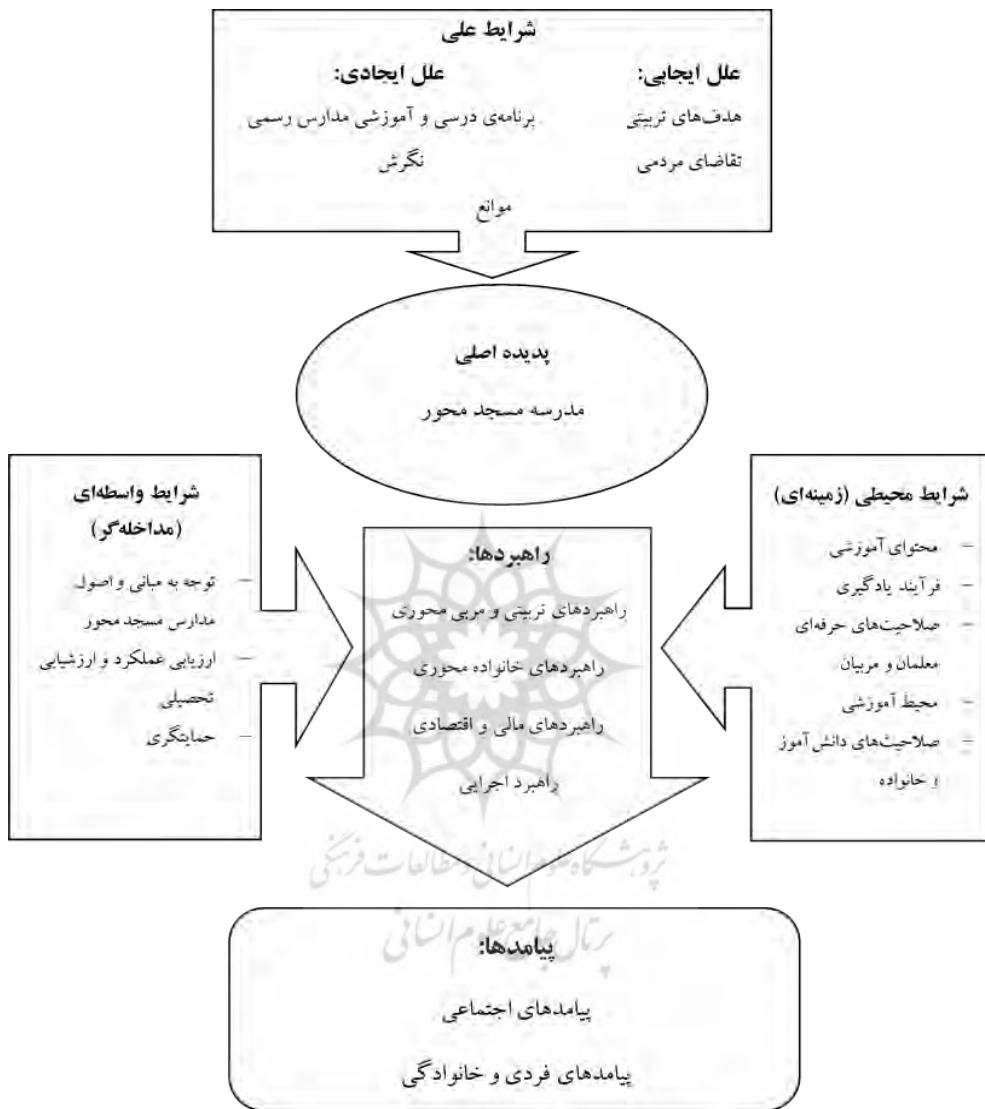 شرایط علی
علل ایجابی:
هدف‌های تربیتی
تقاضای مردمی
علل ایجادی:
برنامه‌ی درسی و آموزشی مدارس رسمی
نگرش
موانع
پدیده اصلی
مدرسه مسجد محور
شرایط محیطی (زمینه‌ای)
– محتوای آموزشی
– فرآیند یادگیری
– صلاحیت‌های حرفه‌ای
معلمان و مربیان
– محیط آموزشی
– صلاحیت‌های دانش آموز
و خانواده
راهبردها:
راهبردهای تربیتی و مربی محوری
راهبردهای خانواده محوری
راهبردهای مالی و اقتصادی
راهبرد اجرایی
شرایط واسطه‌ای
(مداخله‌گر)
– توجه به مبانی و اصول
مدارس مسجد محور
– ارزیابی عملکرد و ارزشیابی
تحصیلی
– حمایتگری
پژوهشگاه علوم انسانی و مطالعات فرهنگی
پرتال جامع علوم انسانی
پیامدها:
پیامدهای اجتماعی
پیامدهای فردی و خانوادگی